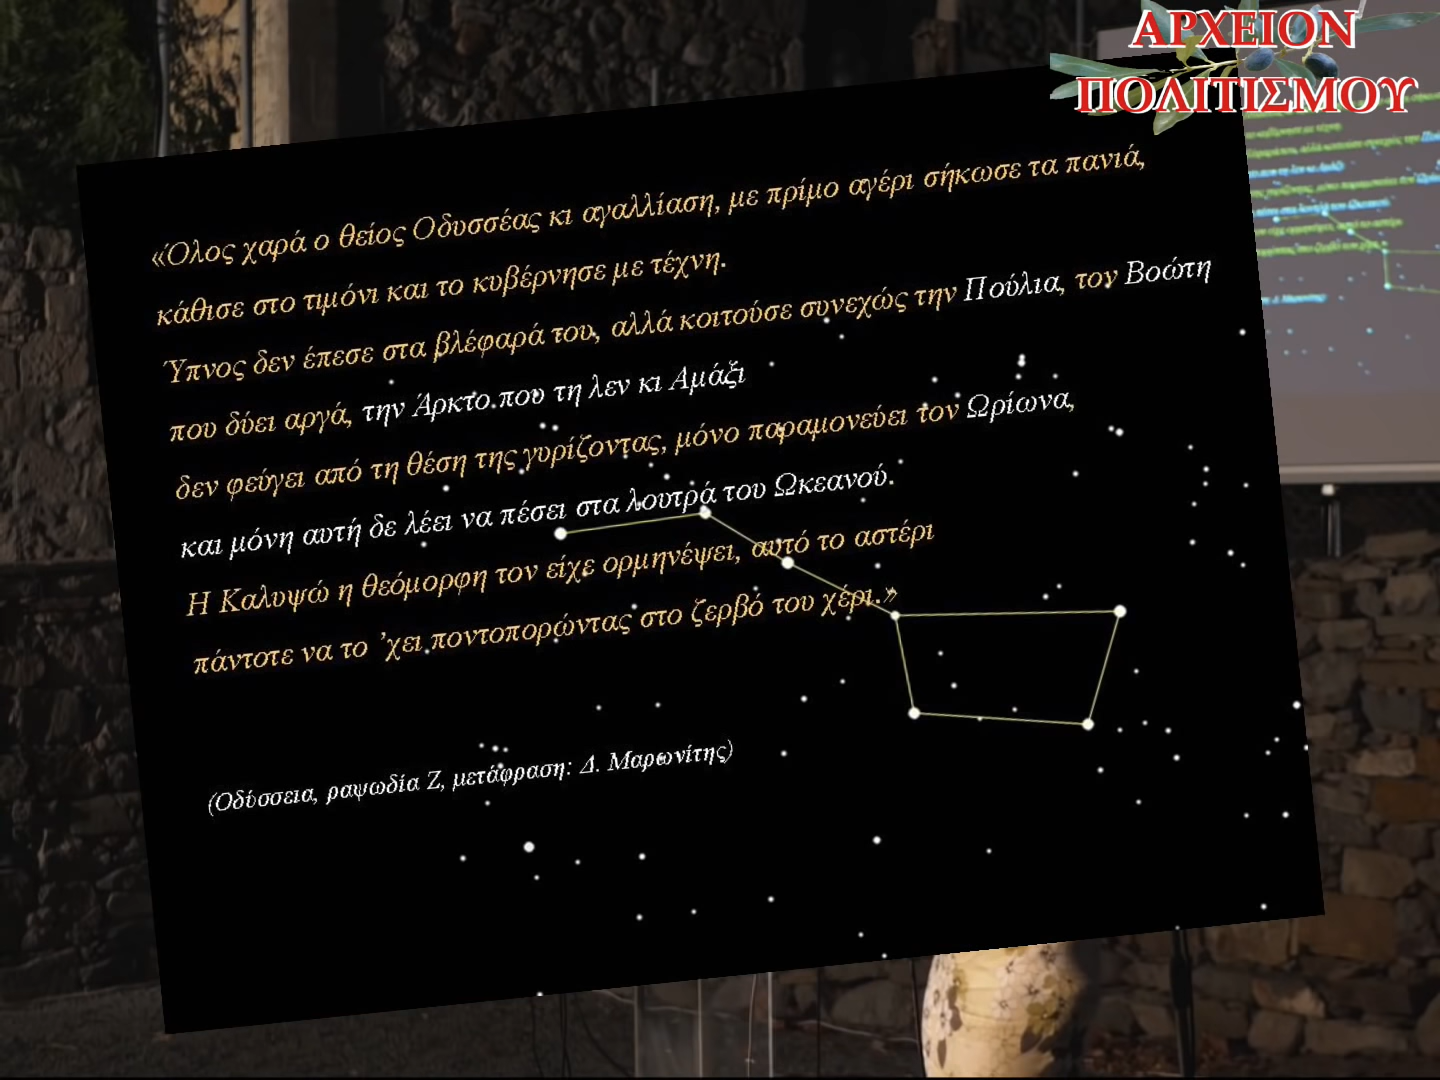 ΑΡΧΕΙΟΝ
ΠΟΛΙΤΙΣΜΟΥ
«Όλος χαρά ο θείος Οδυσσέας κι αγαλλίαση, με πρίμο αγέρι σήκωσε τα πανιά,
κάθισε στο τιμόνι και το κυβέρνησε με τέχνη.
Ύπνος δεν έπεσε στα βλέφαρά του, αλλά κοιτούσε συνεχώς την Πούλια, τον Βοώτη
που δύει αργά, την Άρκτο που τη λεν κι Αμάξι
δεν φεύγει από τη θέση της γυρίζοντας, μόνο παραμονεύει τον Ωρίωνα,
και μόνη αυτή δε λέει να πέσει στα λουτρά του Ωκεανού.
Η Καλυψώ η θεόμορφη τον είχε ορμηνέψει, αυτό το αστέρι
πάντοτε να το ’χει ποντοπορώντας στο ζερβό του χέρι.»
(Οδύσσεια, ραψωδία Ζ, μετάφραση: Δ. Μαρωνίτης)